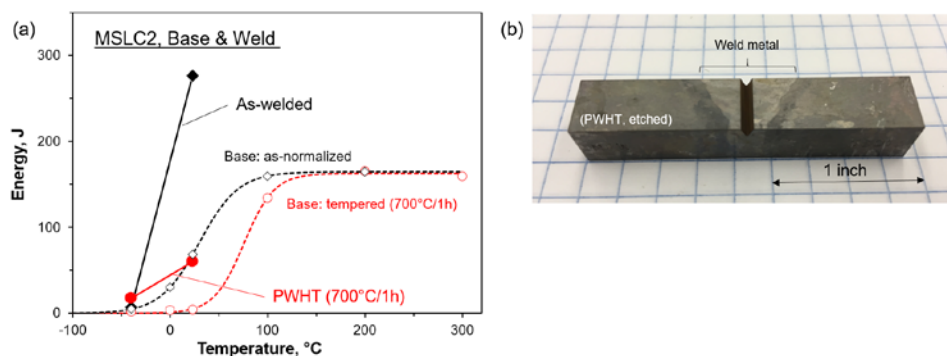 (a)
MSLC2, Base & Weld
300
As-welded
200
Base: as-normalized
Base: tempered (700°C/1h)
100
PWHT (700°C/1h)
0
-100
0
100
200
300
Energy, J
Temperature, °C
(b)
Weld metal
(PWHT, etched)
1 inch